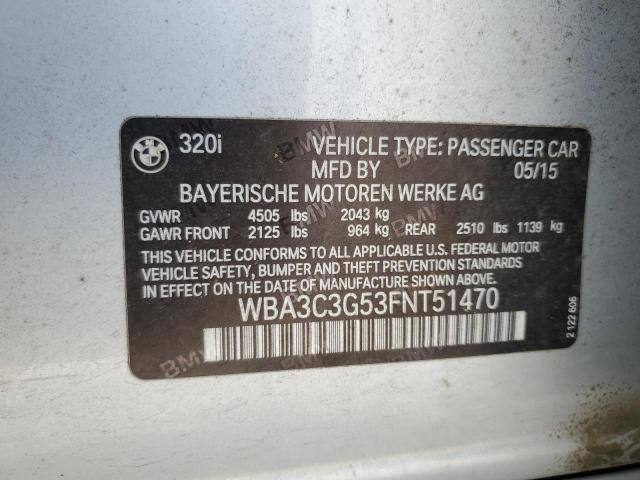 BMW 320i VEHICLE TYPE: PASSENGER CAR
MFD BY 05/15
BAYERISCHE MOTOREN WERKE AG
GVWR 4505 lbs 2043 kg
GAWR FRONT 2125 lbs 964 kg REAR 2510 lbs 1139 kg
THIS VEHICLE CONFORMS TO ALL APPLICABLE U.S. FEDERAL MOTOR
VEHICLE SAFETY, BUMPER AND THEFT PREVENTION STANDARDS
IN EFFECT ON THE DATE OF MANUFACTURE SHOWN ABOVE.
WBA3C3G53FNT51470
2 122 606